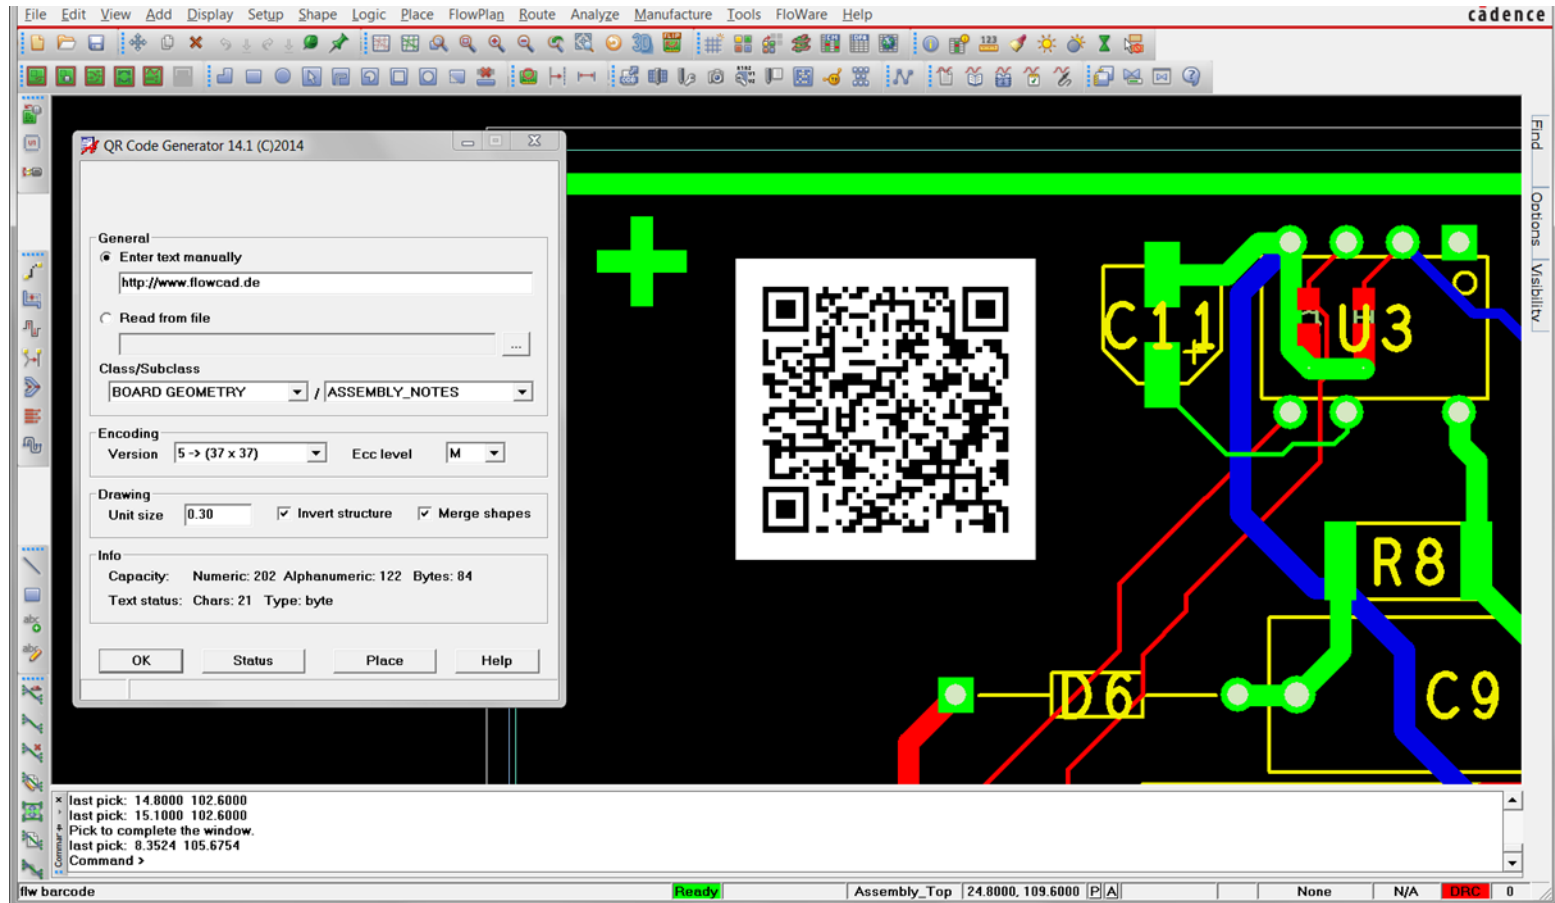 File Edit View Add Display Setup Shape Logic Place FlowPlan Route Analyze Manufacture Tools FloWare Help
cādence
QR Code Generator 14.1 (C)2014
General
Enter text manually
http://www.flowcad.de
Read from file
...
Class/Subclass
BOARD GEOMETRY / ASSEMBLY_NOTES
Encoding
Version 5 -> (37 x 37) Ecc level M
Drawing
Unit size 0.30 Invert structure Merge shapes
Info
Capacity: Numeric: 202 Alphanumeric: 122 Bytes: 84
Text status: Chars: 21 Type: byte
OK Status Place Help
C11
U3
R8
D6
C9
Find
Options
Visibility
last pick: 14.8000 102.6000
last pick: 15.1000 102.6000
Pick to complete the window.
last pick: 8.3524 105.6754
Command >
flw barcode
Ready
Assembly_Top 24.8000, 109.6000 P A
None N/A DRC 0